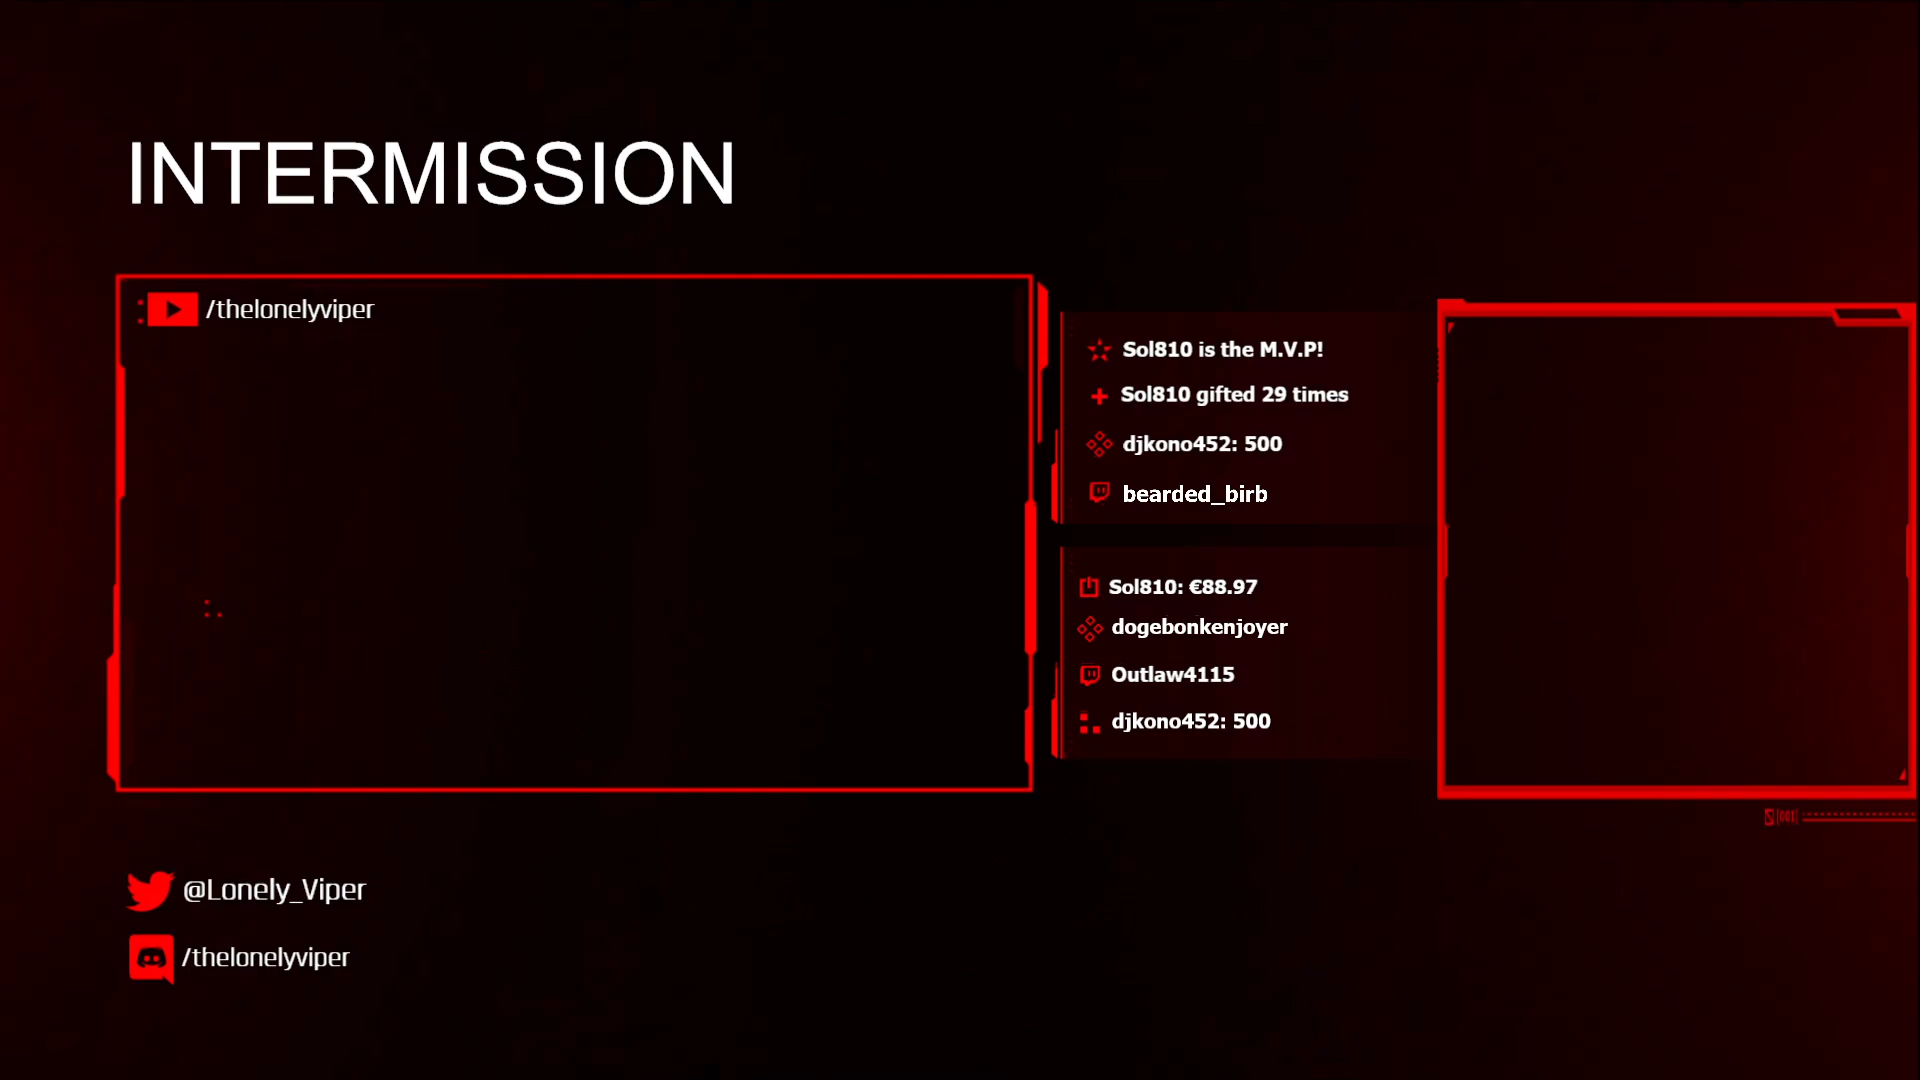 INTERMISSION
/thelonelyviper
Sol810 is the M.V.P!
Sol810 gifted 29 times
djkono452: 500
bearded_birb
Sol810: €88.97
dogebonkenjoyer
Outlaw4115
djkono452: 500
[001]
@Lonely_Viper
/thelonelyviper